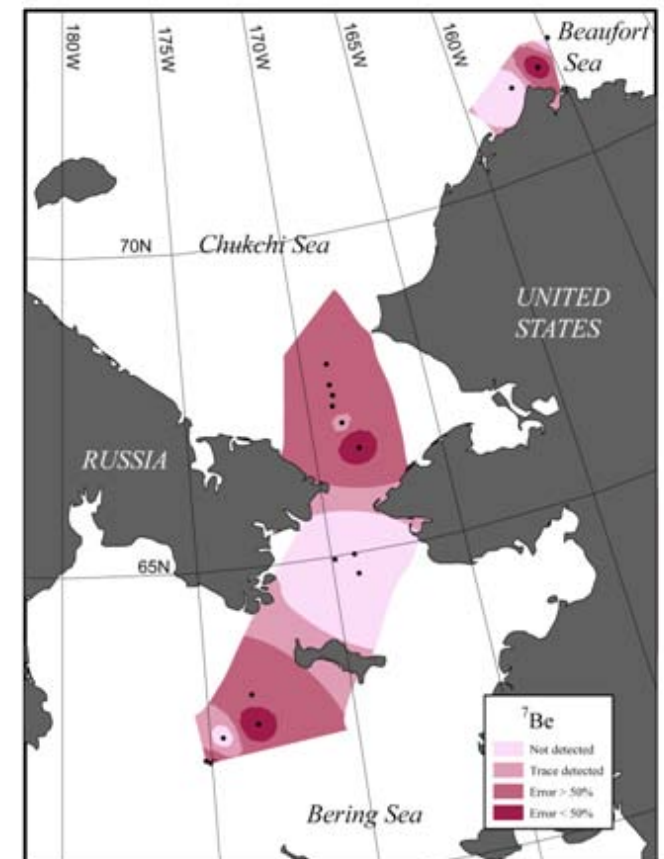 180W
175W
170W
165W
160W
Beaufort
Sea
70N
Chukchi Sea
UNITED
STATES
RUSSIA
65N
⁷Be
Not detected
Trace detected
Error > 50%
Error < 50%
Bering Sea